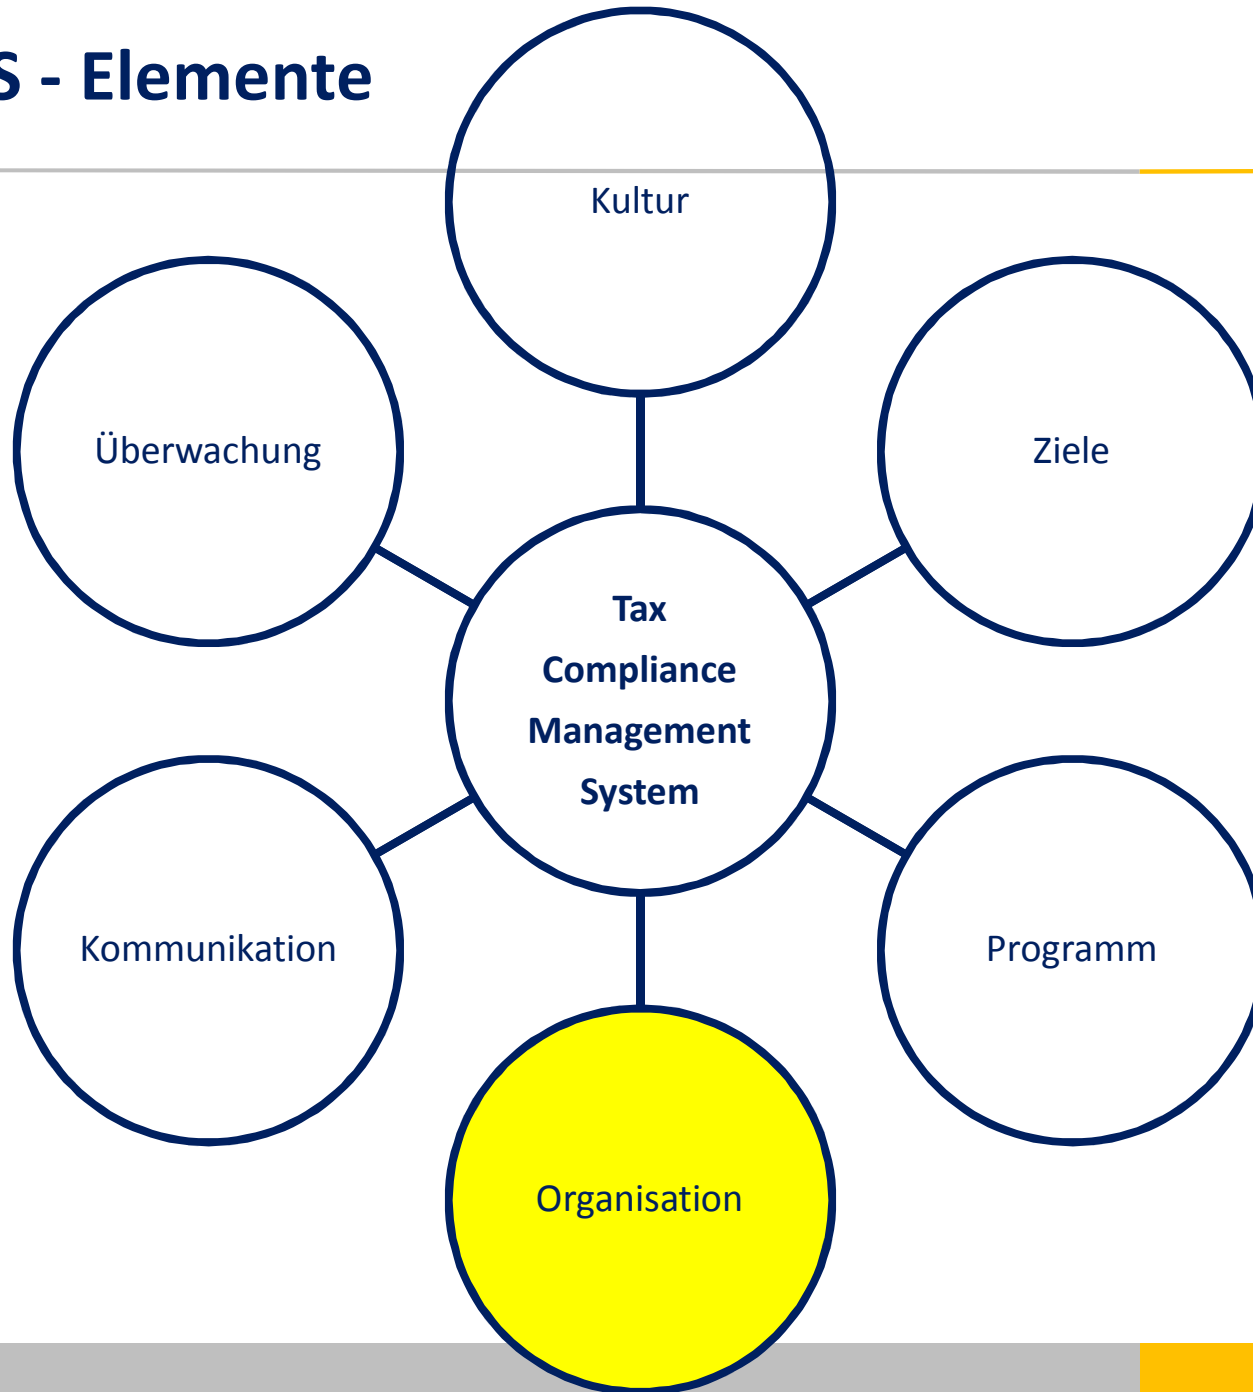 S - Elemente
Kultur
Überwachung
Ziele
Tax
Compliance
Management
System
Kommunikation
Programm
Organisation